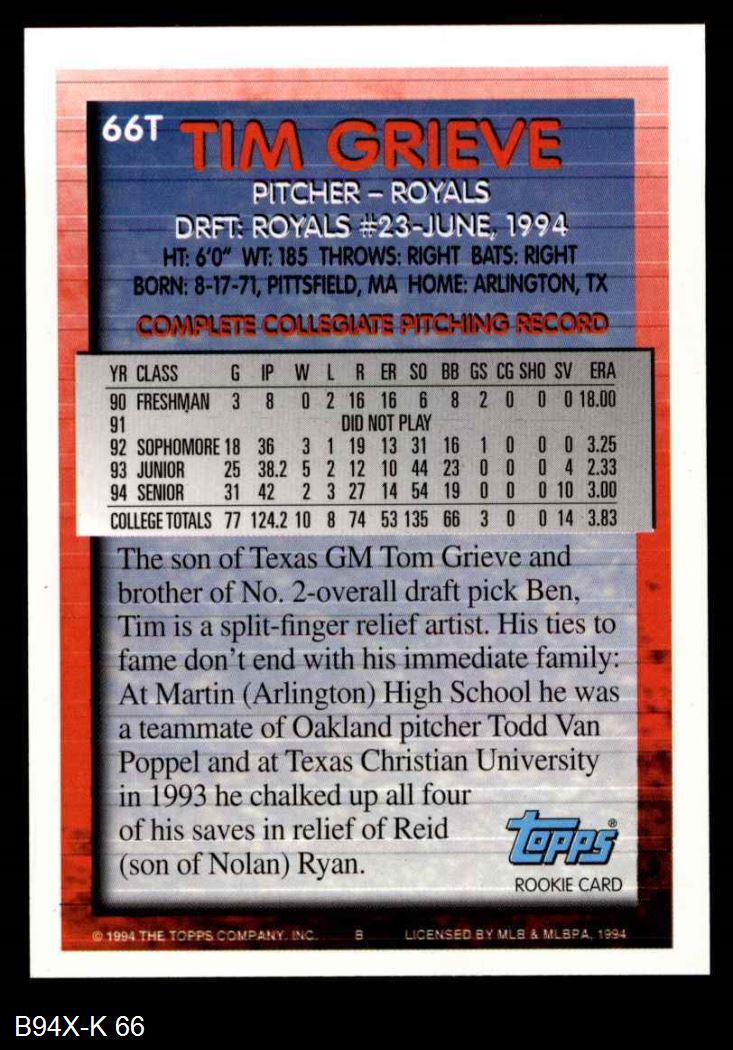 66T TIM GRIEVE
PITCHER – ROYALS
DRFT: ROYALS #23-JUNE, 1994
HT: 6'0" WT: 185 THROWS: RIGHT BATS: RIGHT
BORN: 8-17-71, PITTSFIELD, MA HOME: ARLINGTON, TX
COMPLETE COLLEGIATE PITCHING RECORD
YR CLASS G IP W L R ER SO BB GS CG SHO SV ERA
90 FRESHMAN 3 8 0 2 16 16 6 8 2 0 0 0 18.00
91 DID NOT PLAY
92 SOPHOMORE 18 36 3 1 19 13 31 16 1 0 0 0 3.25
93 JUNIOR 25 38.2 5 2 12 10 44 23 0 0 0 4 2.33
94 SENIOR 31 42 2 3 27 14 54 19 0 0 0 10 3.00
COLLEGE TOTALS 77 124.2 10 8 74 53 135 66 3 0 0 14 3.83
The son of Texas GM Tom Grieve and
brother of No. 2-overall draft pick Ben,
Tim is a split-finger relief artist. His ties to
fame don't end with his immediate family:
At Martin (Arlington) High School he was
a teammate of Oakland pitcher Todd Van
Poppel and at Texas Christian University
in 1993 he chalked up all four
of his saves in relief of Reid
(son of Nolan) Ryan.
Topps®
ROOKIE CARD
© 1994 THE TOPPS COMPANY, INC. B LICENSED BY MLB & MLBPA, 1994
B94X-K 66